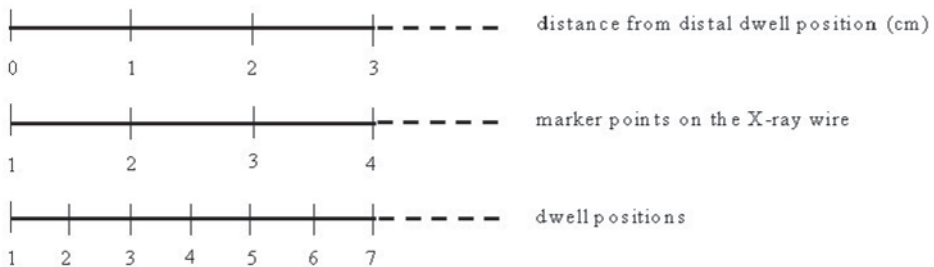 distance from distal dwell position (cm)
0 1 2 3
marker points on the X-ray wire
1 2 3 4
dwell positions
1 2 3 4 5 6 7